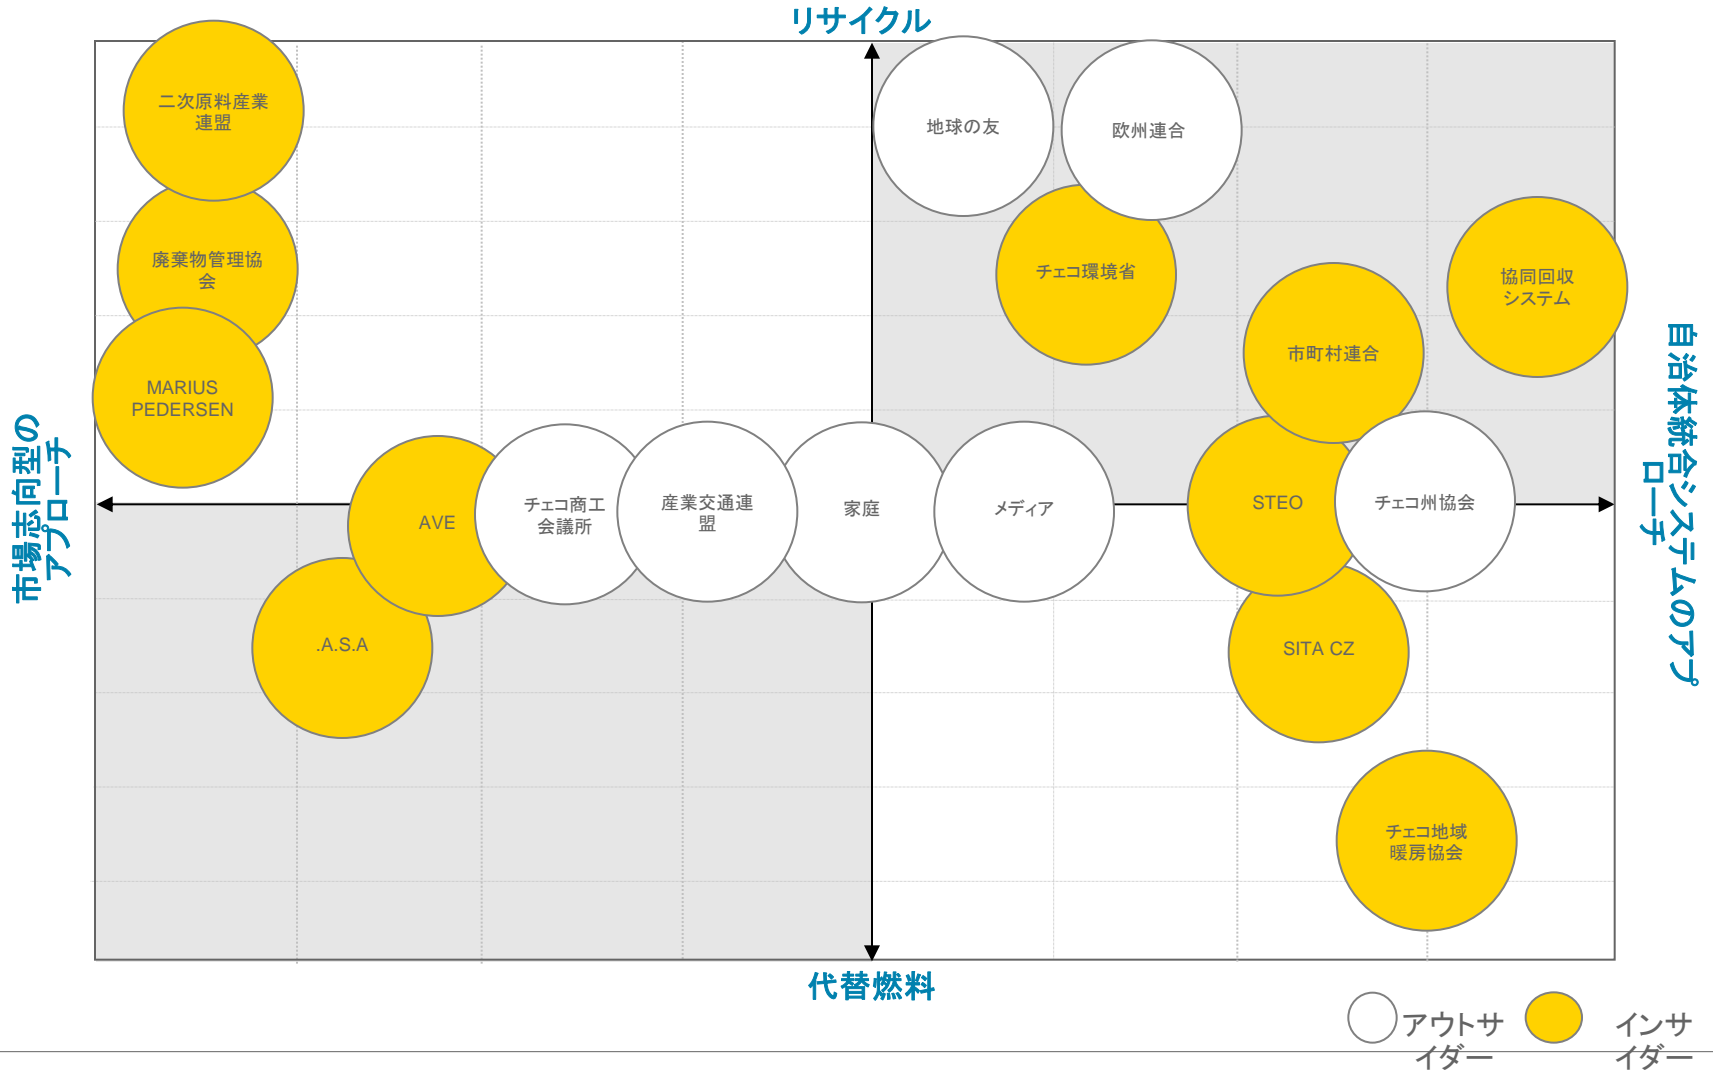 リサイクル
二次原料産業
連盟
地球の友
欧州連合
廃棄物管理協
会
チェコ環境省
協同回収
システム
市町村連合
MARIUS
PEDERSEN
市場志向型の
アプローチ
自治体統合システムのアプ
ローチ
AVE
チェコ商工
会議所
産業交通連
盟
家庭
メディア
STEO
チェコ州協会
.A.S.A
SITA CZ
チェコ地域
暖房協会
代替燃料
アウトサ
イダー
インサ
イダー